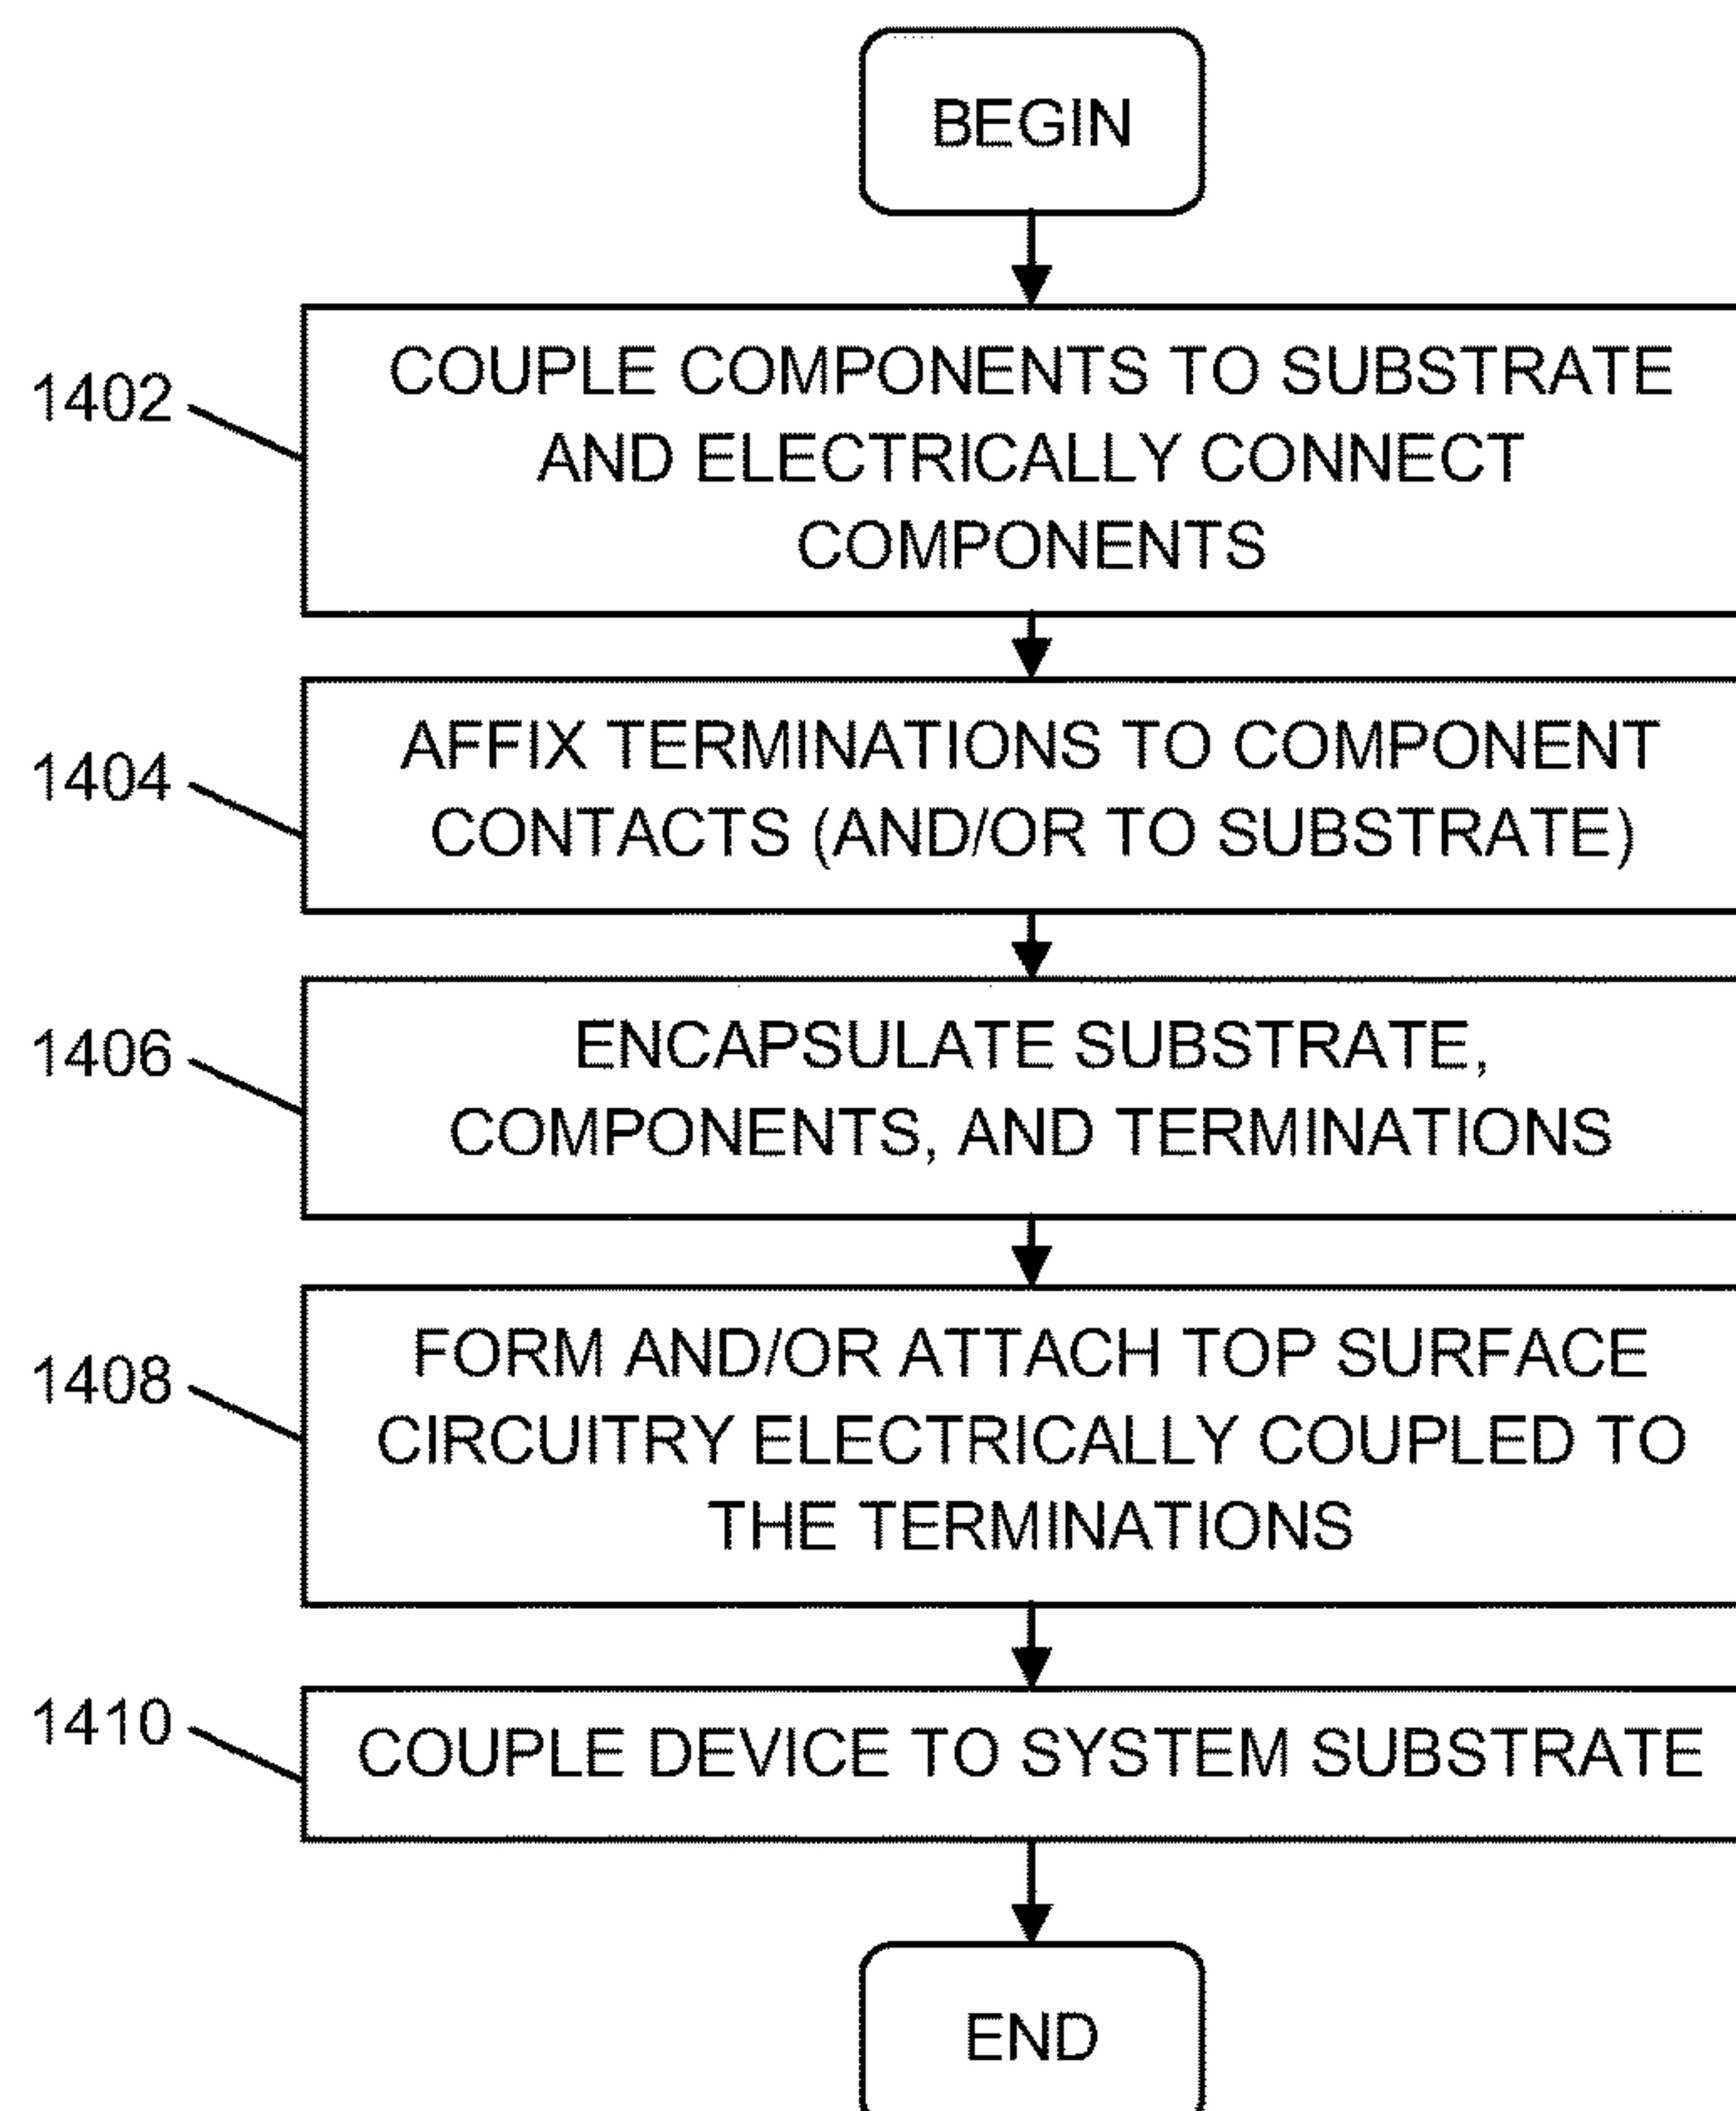 BEGIN
1402
COUPLE COMPONENTS TO SUBSTRATE
AND ELECTRICALLY CONNECT
COMPONENTS
1404
AFFIX TERMINATIONS TO COMPONENT
CONTACTS (AND/OR TO SUBSTRATE)
1406
ENCAPSULATE SUBSTRATE,
COMPONENTS, AND TERMINATIONS
1408
FORM AND/OR ATTACH TOP SURFACE
CIRCUITRY ELECTRICALLY COUPLED TO
THE TERMINATIONS
1410
COUPLE DEVICE TO SYSTEM SUBSTRATE
END